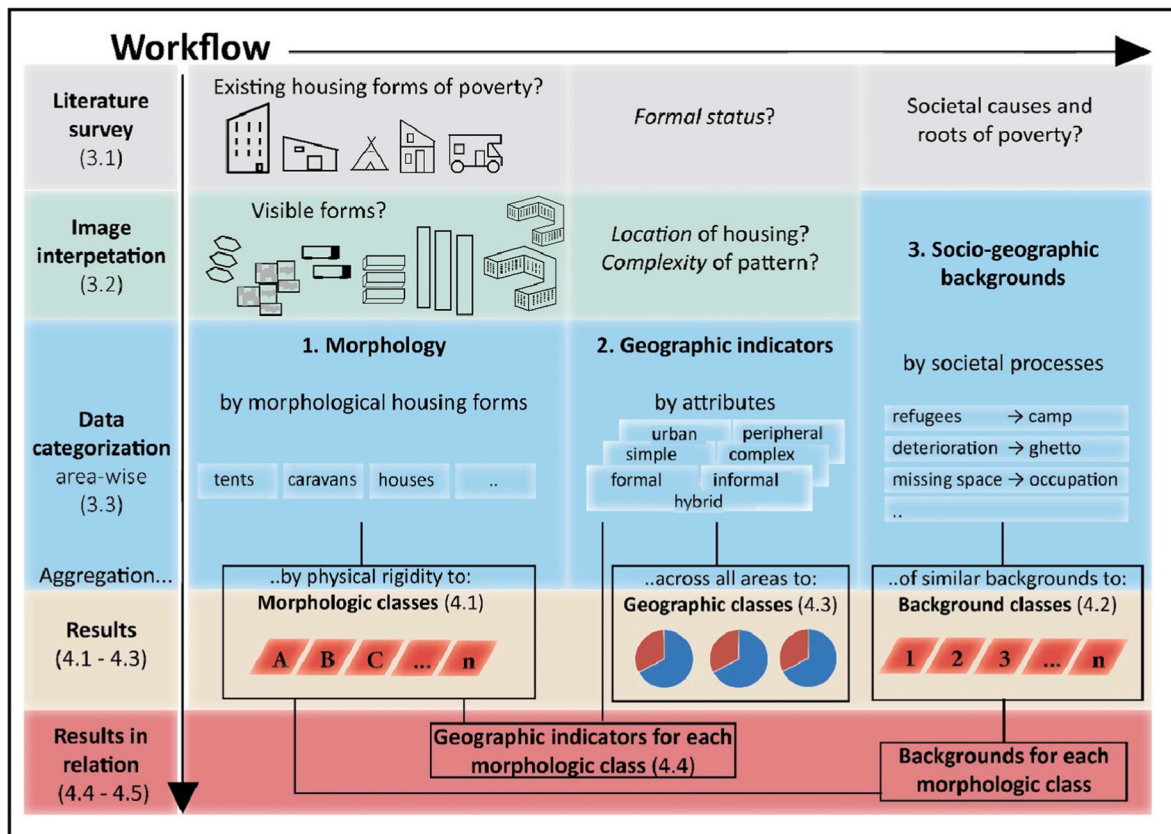 Workflow
Literature
survey
(3.1)
Existing housing forms of poverty?
Formal status?
Societal causes and
roots of poverty?
Image
interpetation
(3.2)
Visible forms?
Location of housing?
Complexity of pattern?
3. Socio-geographic
backgrounds
Data
categorization
area-wise
(3.3)
1. Morphology
by morphological housing forms
tents
caravans
houses
..
2. Geographic indicators
by attributes
urban
peripheral
simple
complex
formal
informal
hybrid
by societal processes
refugees → camp
deterioration → ghetto
missing space → occupation
..
Aggregation...
..by physical rigidity to:
Morphologic classes (4.1)
A B C ... n
..across all areas to:
Geographic classes (4.3)
..of similar backgrounds to:
Background classes (4.2)
1 2 3 ... n
Results
(4.1 - 4.3)
Results in
relation
(4.4 - 4.5)
Geographic indicators for each
morphologic class (4.4)
Backgrounds for each
morphologic class